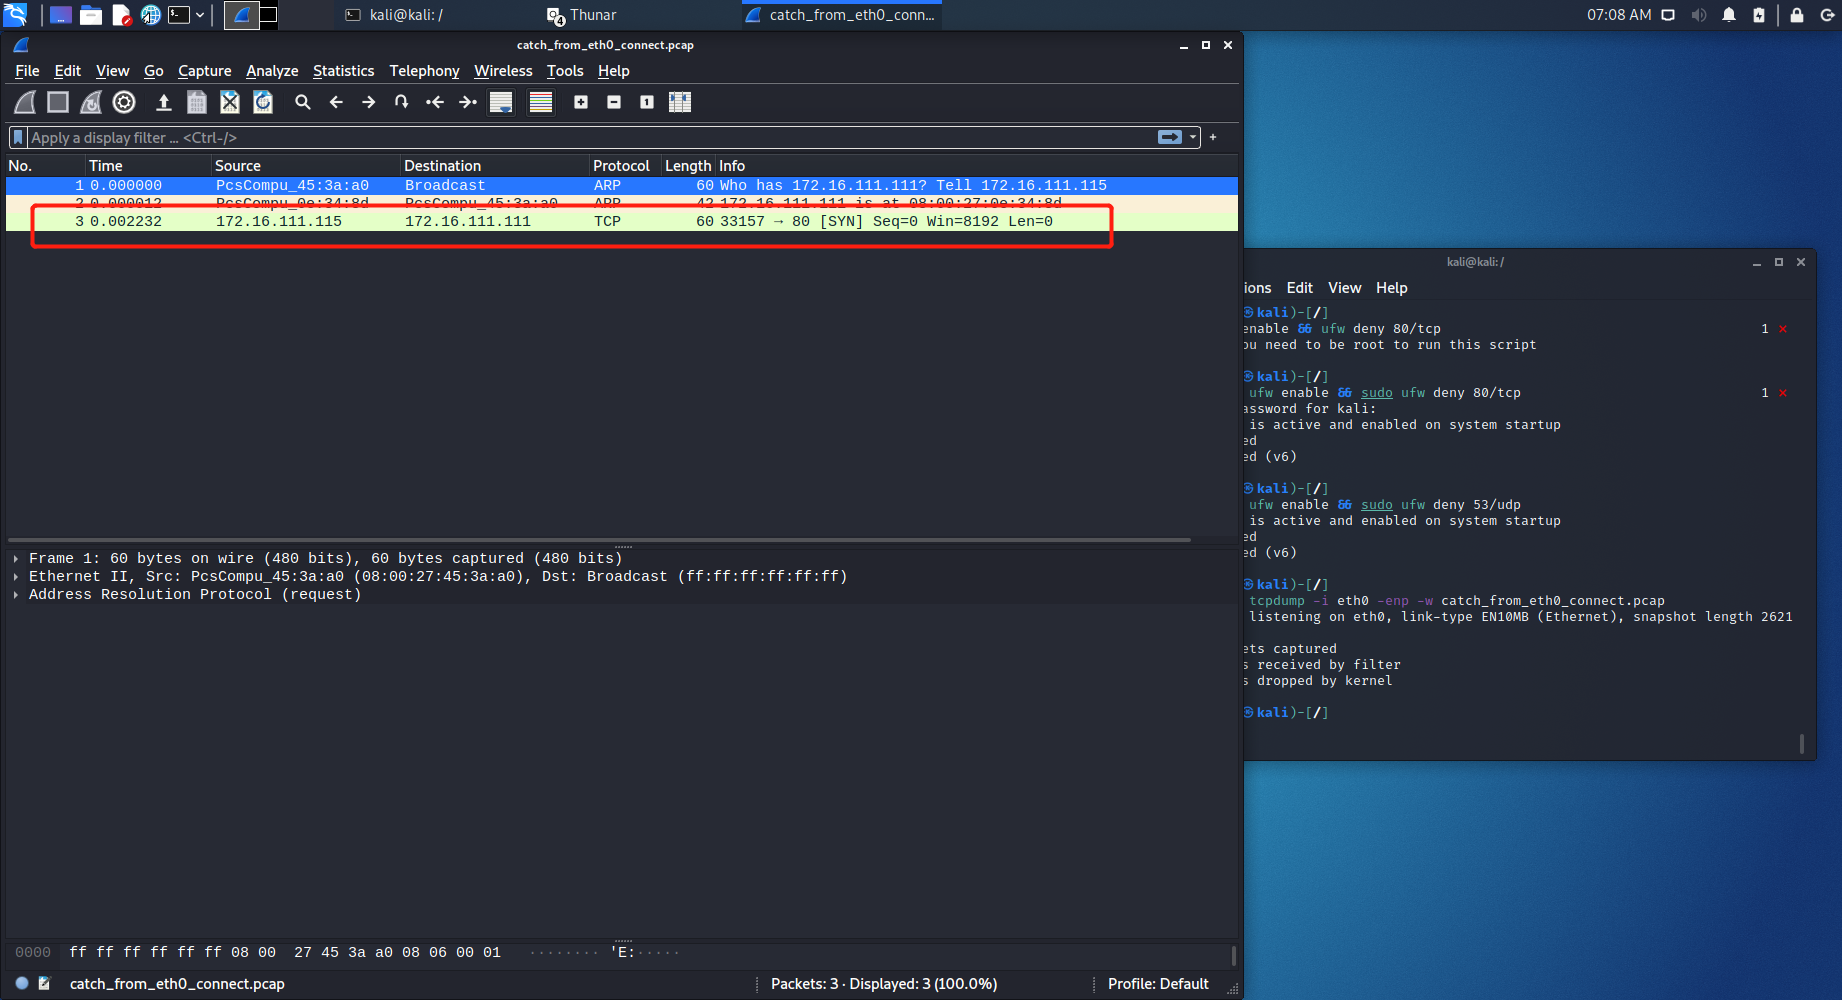 kali@kali: /
4
Thunar
catch_from_eth0_conn...
07:08 AM
catch_from_eth0_connect.pcap
File Edit View Go Capture Analyze Statistics Telephony Wireless Tools Help
Apply a display filter ... <Ctrl-/>
+
No. Time Source Destination Protocol Length Info
1 0.000000 PcsCompu_45:3a:a0 Broadcast ARP 60 Who has 172.16.111.111? Tell 172.16.111.115
2 0.000012 PcsCompu_0e:34:8d PcsCompu_45:3a:a0 ARP 42 172.16.111.111 is at 08:00:27:0e:34:8d
3 0.002232 172.16.111.115 172.16.111.111 TCP 60 33157 → 80 [SYN] Seq=0 Win=8192 Len=0
Frame 1: 60 bytes on wire (480 bits), 60 bytes captured (480 bits)
Ethernet II, Src: PcsCompu_45:3a:a0 (08:00:27:45:3a:a0), Dst: Broadcast (ff:ff:ff:ff:ff:ff)
Address Resolution Protocol (request)
0000 ff ff ff ff ff ff 08 00 27 45 3a a0 08 06 00 01 ········ 'E:·····
catch_from_eth0_connect.pcap
Packets: 3 · Displayed: 3 (100.0%)
Profile: Default
kali@kali: /
ions Edit View Help
kali)-[/]
enable && ufw deny 80/tcp 1 ×
ou need to be root to run this script
kali)-[/]
ufw enable && sudo ufw deny 80/tcp 1 ×
assword for kali:
is active and enabled on system startup
ed
ed (v6)
kali)-[/]
ufw enable && sudo ufw deny 53/udp
is active and enabled on system startup
ed
ed (v6)
kali)-[/]
tcpdump -i eth0 -enp -w catch_from_eth0_connect.pcap
listening on eth0, link-type EN10MB (Ethernet), snapshot length 2621
ets captured
s received by filter
s dropped by kernel
kali)-[/]